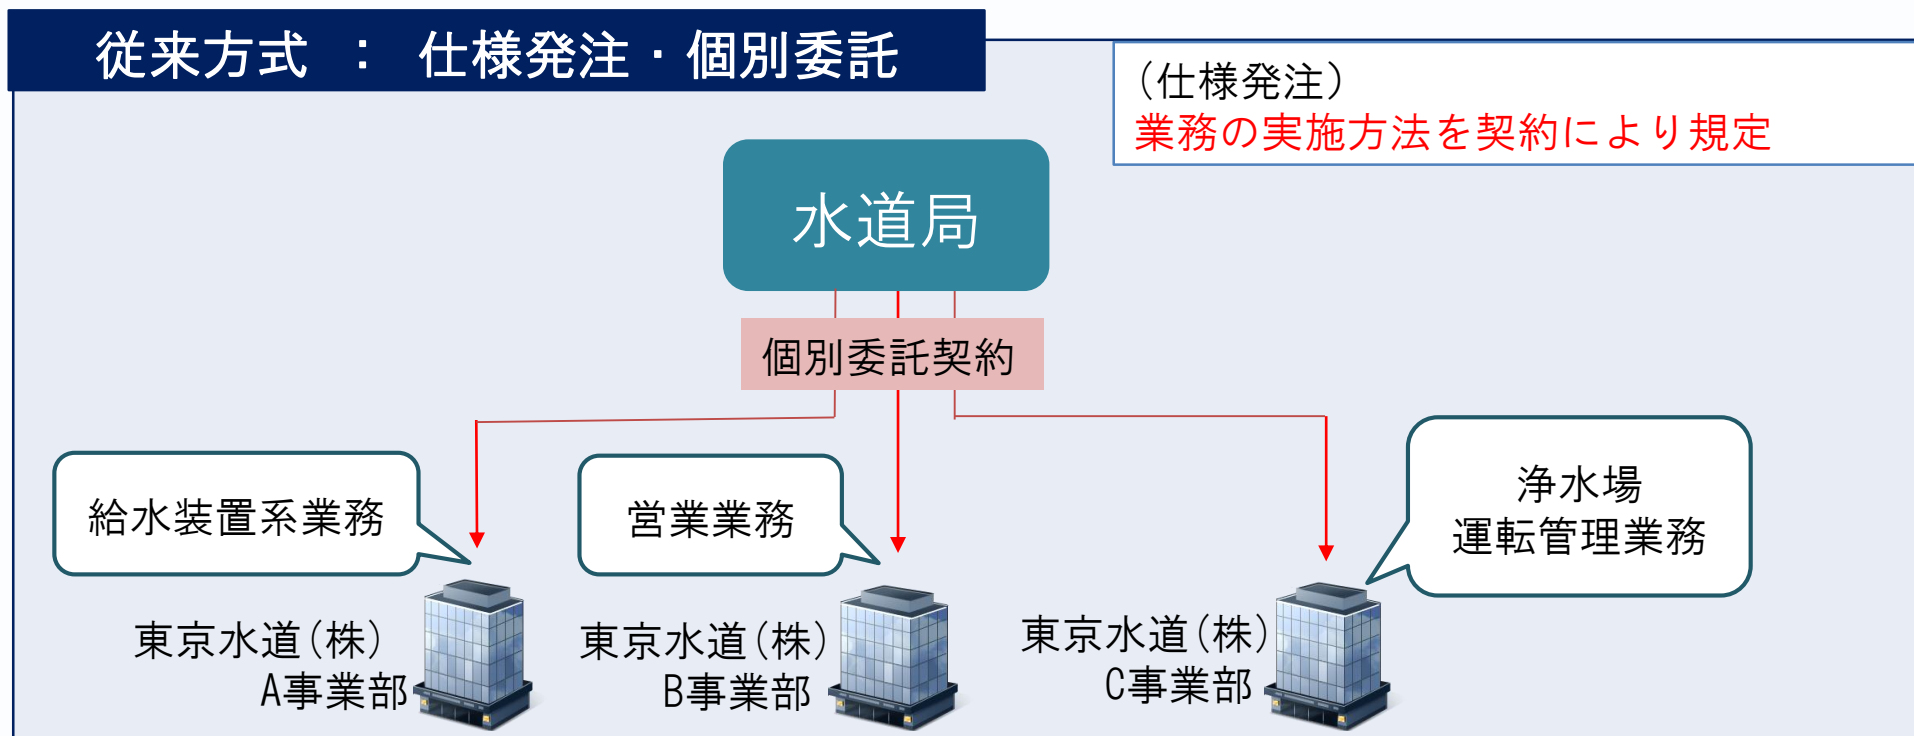 従来方式 : 仕様発注・個別委託
(仕様発注)
業務の実施方法を契約により規定
水道局
個別委託契約
給水装置系業務
営業業務
浄水場
運転管理業務
東京水道(株)
A事業部
東京水道(株)
B事業部
東京水道(株)
C事業部